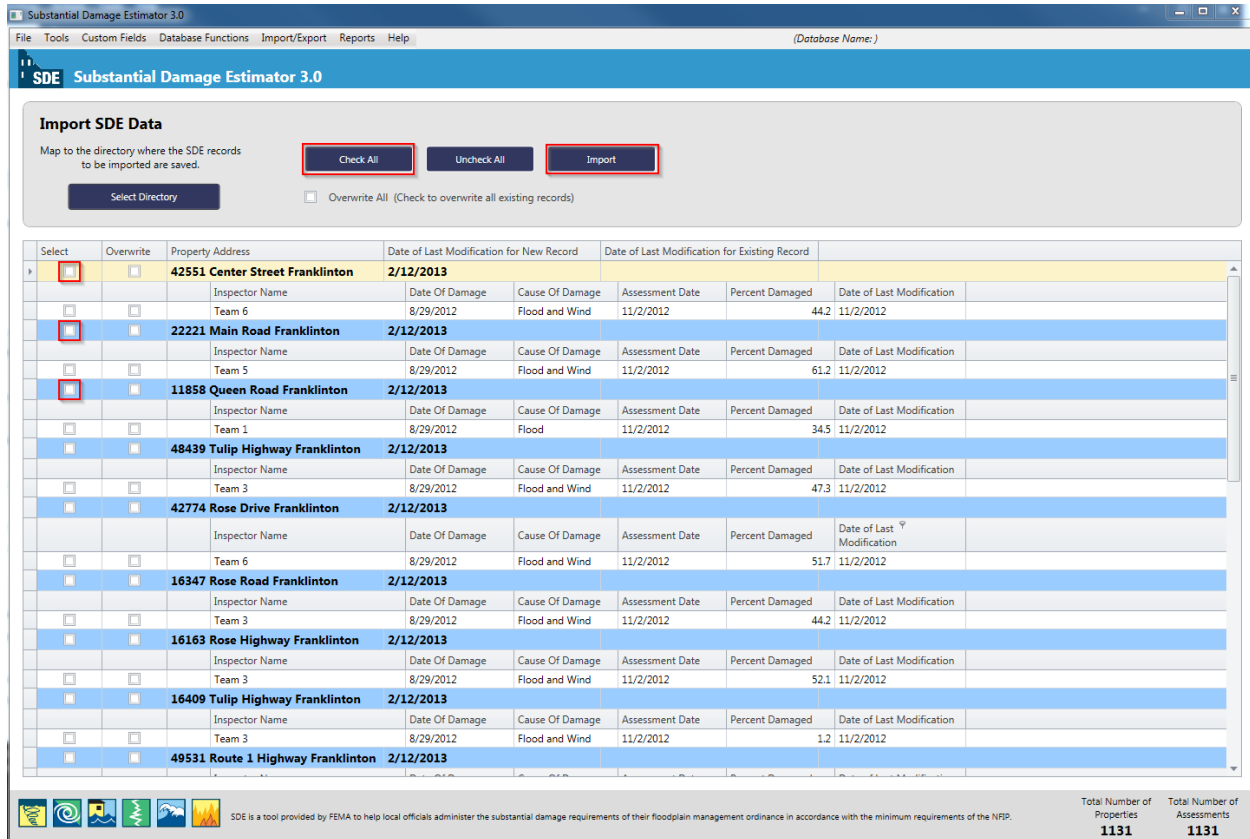 Substantial Damage Estimator 3.0
File Tools Custom Fields Database Functions Import/Export Reports Help (Database Name: )
SDE Substantial Damage Estimator 3.0
Import SDE Data
Map to the directory where the SDE records
to be imported are saved.
Check All Uncheck All Import
Select Directory
Overwrite All (Check to overwrite all existing records)
Select Overwrite Property Address Date of Last Modification for New Record Date of Last Modification for Existing Record
42551 Center Street Franklinton 2/12/2013
Inspector Name Date Of Damage Cause Of Damage Assessment Date Percent Damaged Date of Last Modification
Team 6 8/29/2012 Flood and Wind 11/2/2012 44.2 11/2/2012
22221 Main Road Franklinton 2/12/2013
Inspector Name Date Of Damage Cause Of Damage Assessment Date Percent Damaged Date of Last Modification
Team 5 8/29/2012 Flood and Wind 11/2/2012 61.2 11/2/2012
11858 Queen Road Franklinton 2/12/2013
Inspector Name Date Of Damage Cause Of Damage Assessment Date Percent Damaged Date of Last Modification
Team 1 8/29/2012 Flood 11/2/2012 34.5 11/2/2012
48439 Tulip Highway Franklinton 2/12/2013
Inspector Name Date Of Damage Cause Of Damage Assessment Date Percent Damaged Date of Last Modification
Team 3 8/29/2012 Flood and Wind 11/2/2012 47.3 11/2/2012
42774 Rose Drive Franklinton 2/12/2013
Inspector Name Date Of Damage Cause Of Damage Assessment Date Percent Damaged Date of Last
Modification
Team 6 8/29/2012 Flood and Wind 11/2/2012 51.7 11/2/2012
16347 Rose Road Franklinton 2/12/2013
Inspector Name Date Of Damage Cause Of Damage Assessment Date Percent Damaged Date of Last Modification
Team 3 8/29/2012 Flood and Wind 11/2/2012 44.2 11/2/2012
16163 Rose Highway Franklinton 2/12/2013
Inspector Name Date Of Damage Cause Of Damage Assessment Date Percent Damaged Date of Last Modification
Team 3 8/29/2012 Flood and Wind 11/2/2012 52.1 11/2/2012
16409 Tulip Highway Franklinton 2/12/2013
Inspector Name Date Of Damage Cause Of Damage Assessment Date Percent Damaged Date of Last Modification
Team 3 8/29/2012 Flood and Wind 11/2/2012 1.2 11/2/2012
49531 Route 1 Highway Franklinton 2/12/2013
SDE is a tool provided by FEMA to help local officials administer the substantial damage requirements of their floodplain management ordinance in accordance with the minimum requirements of the NFIP.
Total Number of Total Number of
Properties Assessments
1131 1131